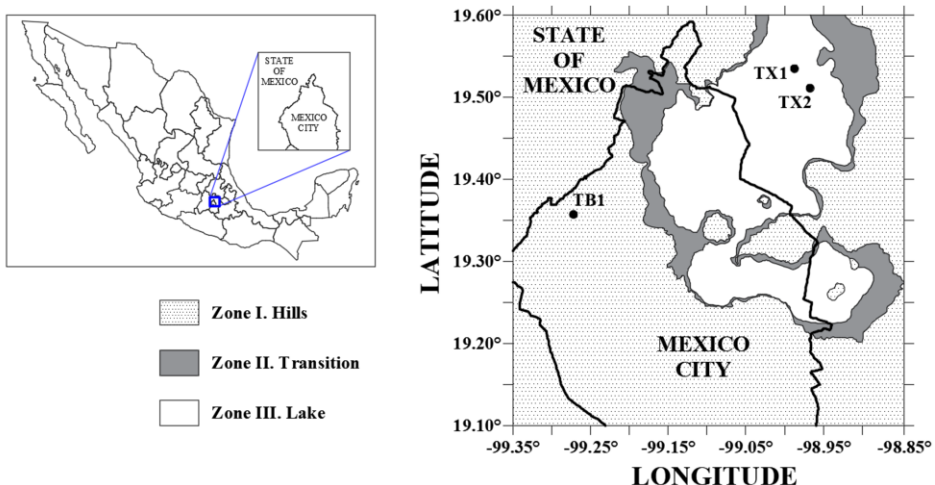 STATE
OF
MEXICO
MEXICO
CITY
Zone I. Hills
Zone II. Transition
Zone III. Lake
LATITUDE
19.60°
19.50°
19.40°
19.30°
19.20°
19.10°
STATE
OF
MEXICO
TX1
TX2
TB1
MEXICO
CITY
-99.35°
-99.25°
-99.15°
-99.05°
-98.95°
-98.85°
LONGITUDE